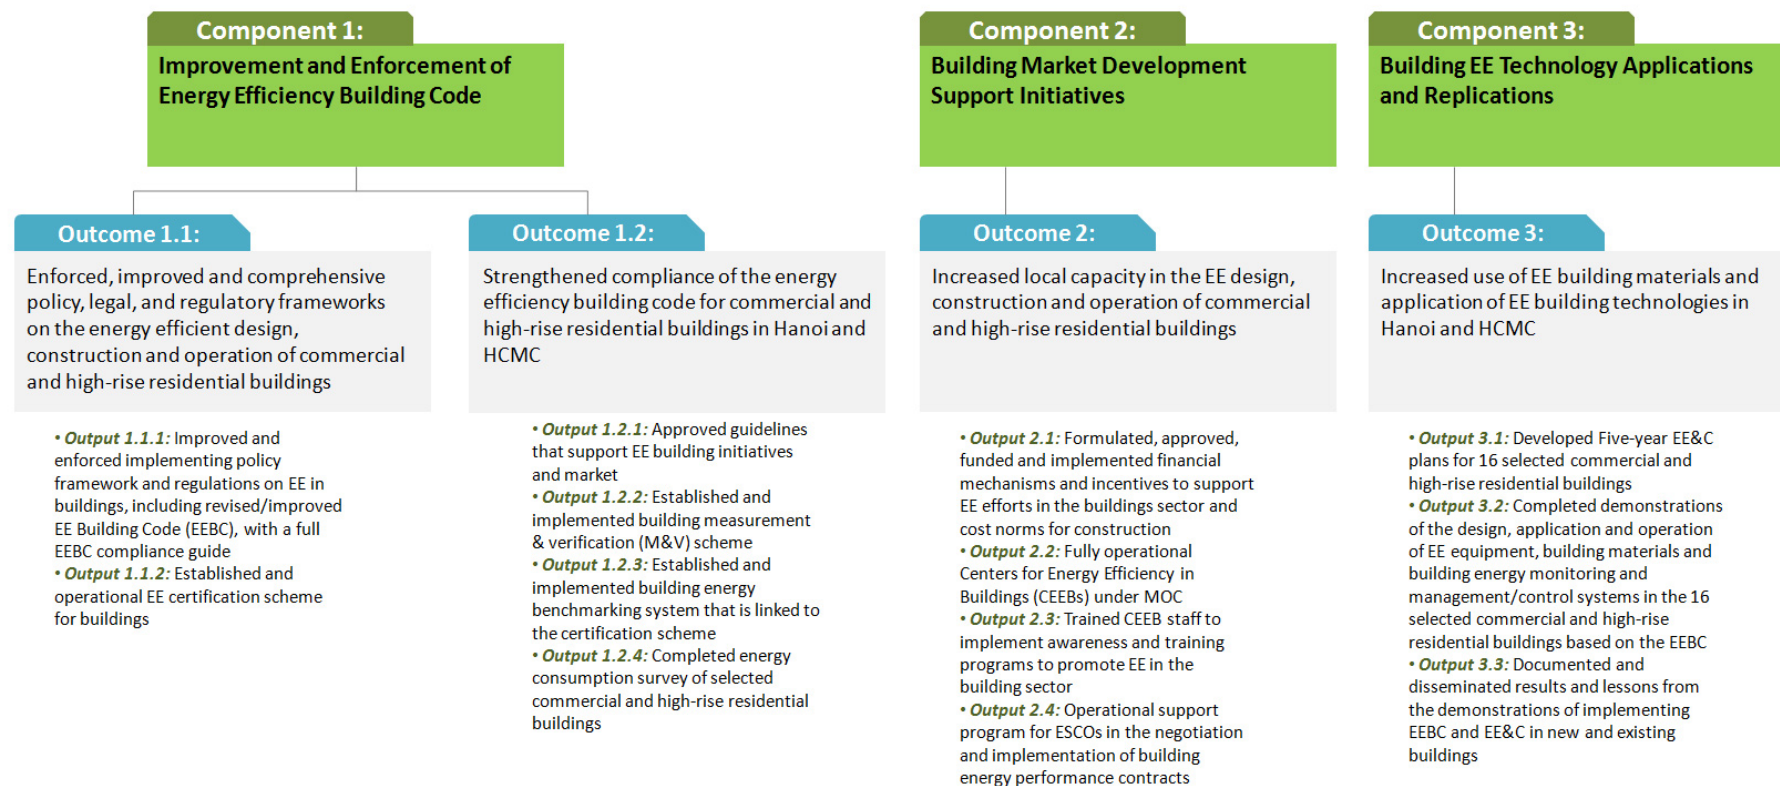 Component 1:
Improvement and Enforcement of
Energy Efficiency Building Code
Component 2:
Building Market Development
Support Initiatives
Component 3:
Building EE Technology Applications
and Replications
Outcome 1.1:
Enforced, improved and comprehensive
policy, legal, and regulatory frameworks
on the energy efficient design,
construction and operation of commercial
and high-rise residential buildings
• Output 1.1.1: Improved and
enforced implementing policy
framework and regulations on EE in
buildings, including revised/improved
EE Building Code (EEBC), with a full
EEBC compliance guide
• Output 1.1.2: Established and
operational EE certification scheme
for buildings
Outcome 1.2:
Strengthened compliance of the energy
efficiency building code for commercial and
high-rise residential buildings in Hanoi and
HCMC
• Output 1.2.1: Approved guidelines
that support EE building initiatives
and market
• Output 1.2.2: Established and
implemented building measurement
& verification (M&V) scheme
• Output 1.2.3: Established and
implemented building energy
benchmarking system that is linked to
the certification scheme
• Output 1.2.4: Completed energy
consumption survey of selected
commercial and high-rise residential
buildings
Outcome 2:
Increased local capacity in the EE design,
construction and operation of commercial
and high-rise residential buildings
• Output 2.1: Formulated, approved,
funded and implemented financial
mechanisms and incentives to support
EE efforts in the buildings sector and
cost norms for construction
• Output 2.2: Fully operational
Centers for Energy Efficiency in
Buildings (CEEBs) under MOC
• Output 2.3: Trained CEEB staff to
implement awareness and training
programs to promote EE in the
building sector
• Output 2.4: Operational support
program for ESCOs in the negotiation
and implementation of building
energy performance contracts
Outcome 3:
Increased use of EE building materials and
application of EE building technologies in
Hanoi and HCMC
• Output 3.1: Developed Five-year EE&C
plans for 16 selected commercial and
high-rise residential buildings
• Output 3.2: Completed demonstrations
of the design, application and operation
of EE equipment, building materials and
building energy monitoring and
management/control systems in the 16
selected commercial and high-rise
residential buildings based on the EEBC
• Output 3.3: Documented and
disseminated results and lessons from
the demonstrations of implementing
EEBC and EE&C in new and existing
buildings